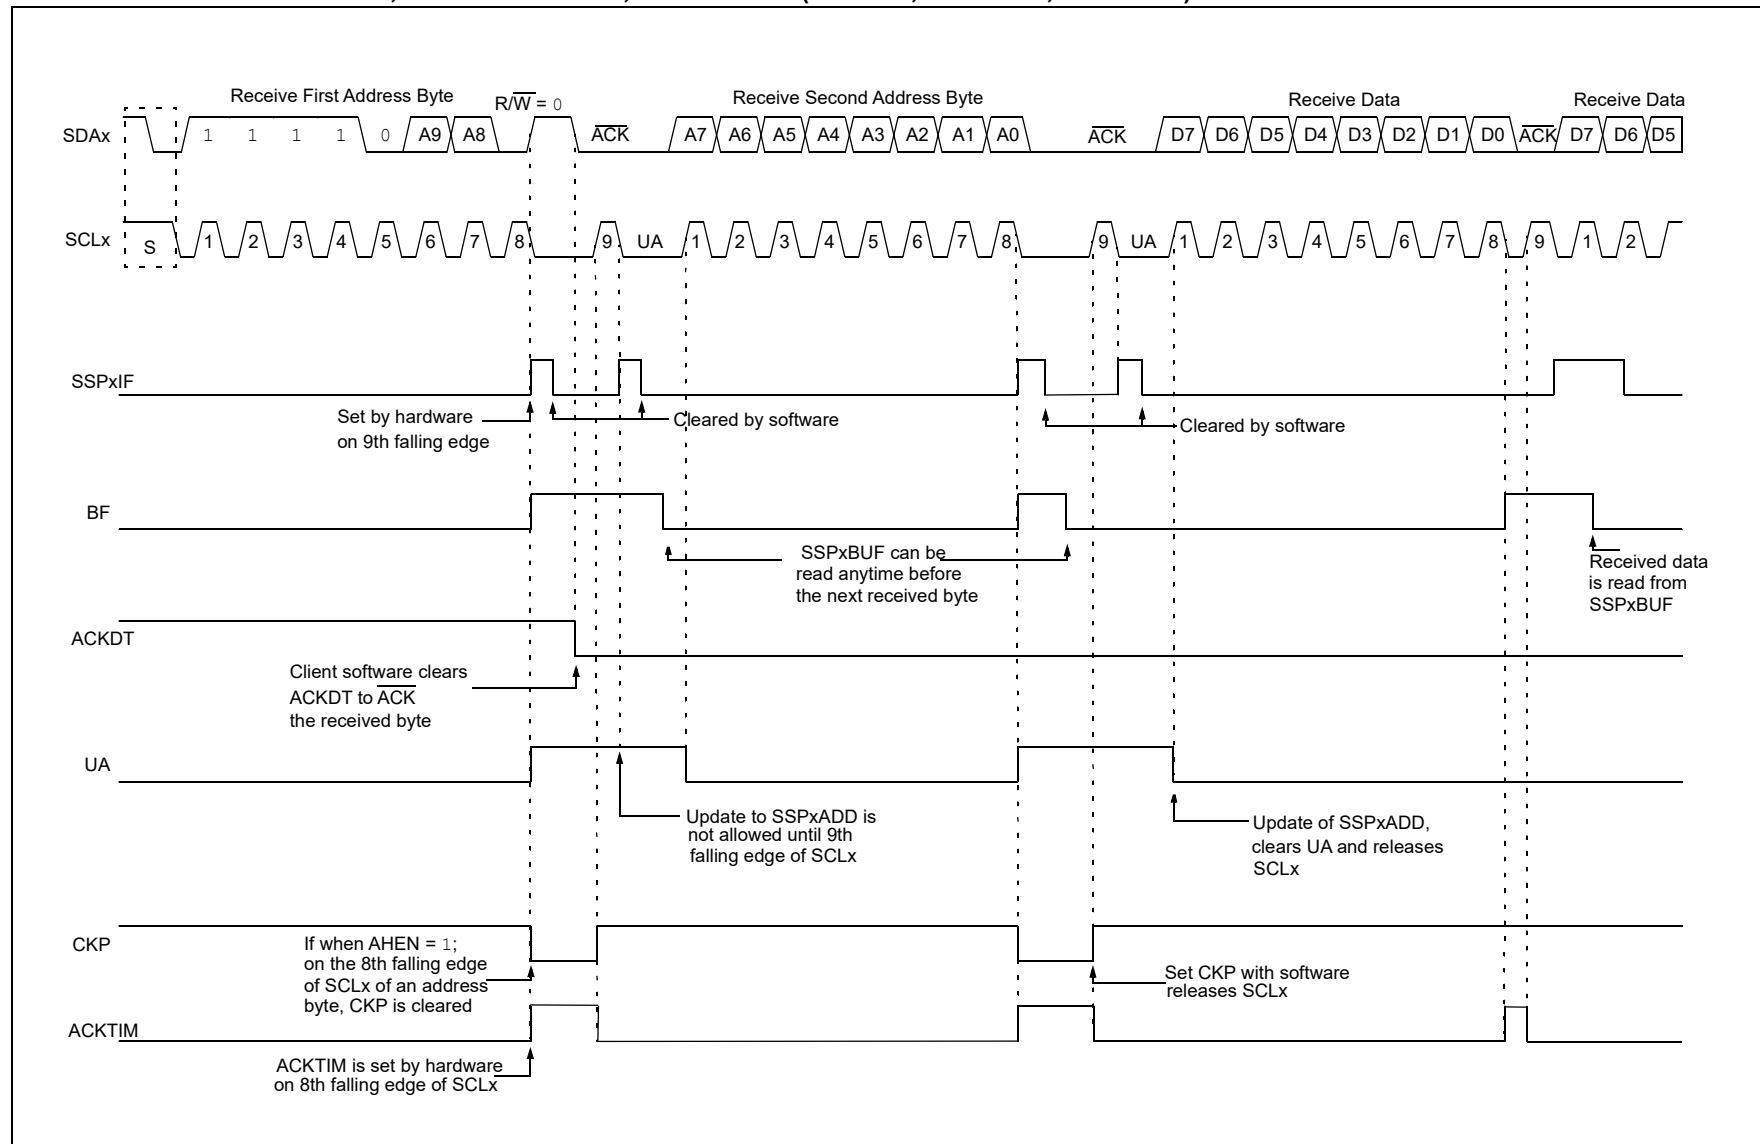 Receive First Address Byte
R/W = 0
Receive Second Address Byte
Receive Data
Receive Data
SDAx
1 1 1 1 0 A9 A8
ACK
A7 A6 A5 A4 A3 A2 A1 A0
ACK
D7 D6 D5 D4 D3 D2 D1 D0
ACK
D7 D6 D5
SCLx
S
1 2 3 4 5 6 7 8
9 UA
1 2 3 4 5 6 7 8
9 UA
1 2 3 4 5 6 7 8
9 1 2
SSPxIF
Set by hardware
on 9th falling edge
Cleared by software
Cleared by software
BF
SSPxBUF can be
read anytime before
the next received byte
Received data
is read from
SSPxBUF
ACKDT
Client software clears
ACKDT to ACK
the received byte
UA
Update to SSPxADD is
not allowed until 9th
falling edge of SCLx
Update of SSPxADD,
clears UA and releases
SCLx
CKP
If when AHEN = 1;
on the 8th falling edge
of SCLx of an address
byte, CKP is cleared
Set CKP with software
releases SCLx
ACKTIM
ACKTIM is set by hardware
on 8th falling edge of SCLx